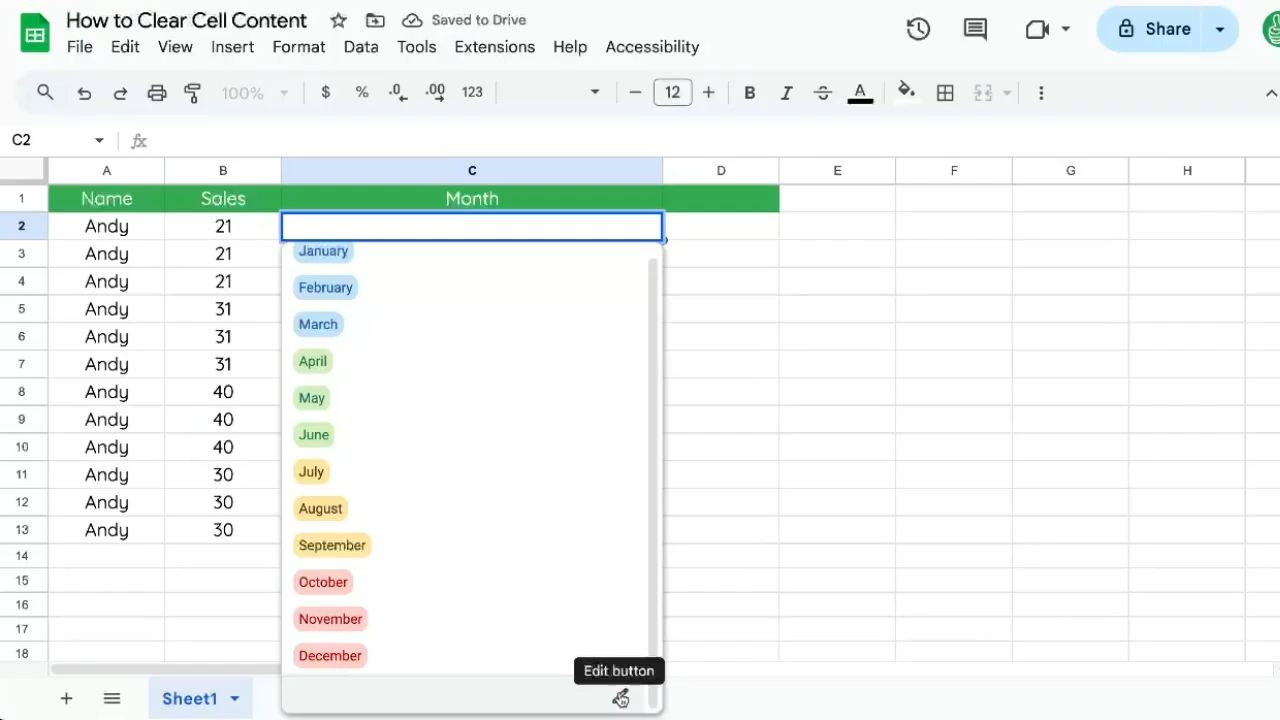 How to Clear Cell Content Saved to Drive
File Edit View Insert Format Data Tools Extensions Help Accessibility
Share
100% $ % .0 .00 123 12 B I A
C2 fx
A B C D E F G H
1 Name Sales Month
2 Andy 21
3 Andy 21
4 Andy 21
5 Andy 31
6 Andy 31
7 Andy 31
8 Andy 40
9 Andy 40
10 Andy 40
11 Andy 30
12 Andy 30
13 Andy 30
14
15
16
17
18
January
February
March
April
May
June
July
August
September
October
November
December
Edit button
Sheet1